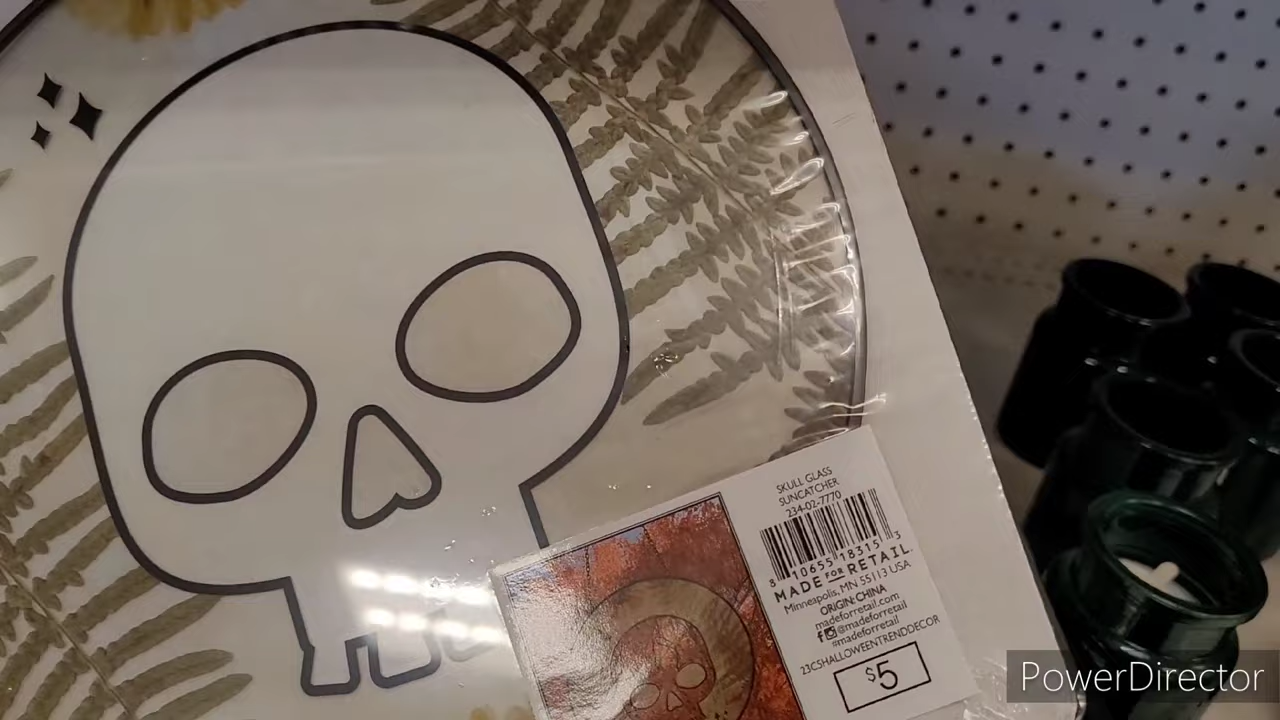 SKULL GLASS
SUNCATCHER
234-02-7770
8 10655 18315 3
MADE FOR RETAIL.
Minneapolis, MN 55113 USA
ORIGIN: CHINA
madeforretail.com
@madeforretail
#madeforretail
23CSHALLOWEENTRENDDECOR
$5
PowerDirector